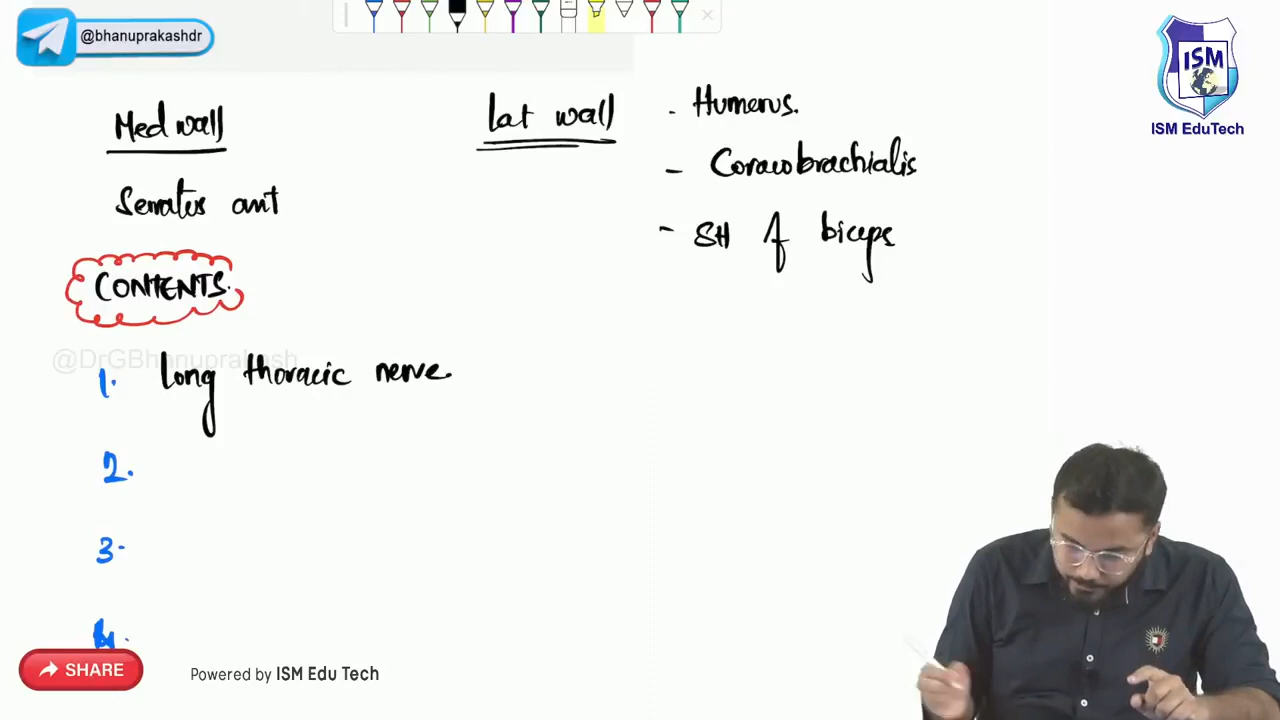 @bhanuprakashdr
ISM
ISM EduTech
Med wall
Serratus ant
Lat wall
. Humerus.
- Coracobrachialis
- SH of biceps
CONTENTS.
@DrGBhanuprakash
1. Long thoracic nerve
2.
3.
4.
SHARE
Powered by ISM Edu Tech